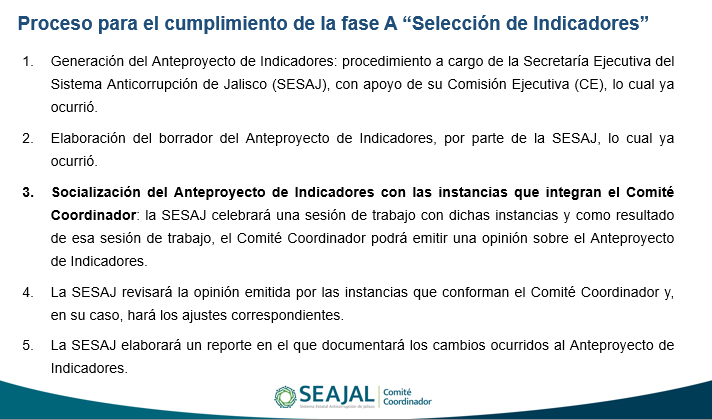 Proceso para el cumplimiento de la fase A “Selección de Indicadores”
1. Generación del Anteproyecto de Indicadores: procedimiento a cargo de la Secretaría Ejecutiva del
Sistema Anticorrupción de Jalisco (SESAJ), con apoyo de su Comisión Ejecutiva (CE), lo cual ya
ocurrió.
2. Elaboración del borrador del Anteproyecto de Indicadores, por parte de la SESAJ, lo cual ya
ocurrió.
3. Socialización del Anteproyecto de Indicadores con las instancias que integran el Comité
Coordinador: la SESAJ celebrará una sesión de trabajo con dichas instancias y como resultado
de esa sesión de trabajo, el Comité Coordinador podrá emitir una opinión sobre el Anteproyecto
de Indicadores.
4. La SESAJ revisará la opinión emitida por las instancias que conforman el Comité Coordinador y,
en su caso, hará los ajustes correspondientes.
5. La SESAJ elaborará un reporte en el que documentará los cambios ocurridos al Anteproyecto de
Indicadores.
SEAJAL
Sistema Estatal Anticorrupción de Jalisco
Comité
Coordinador